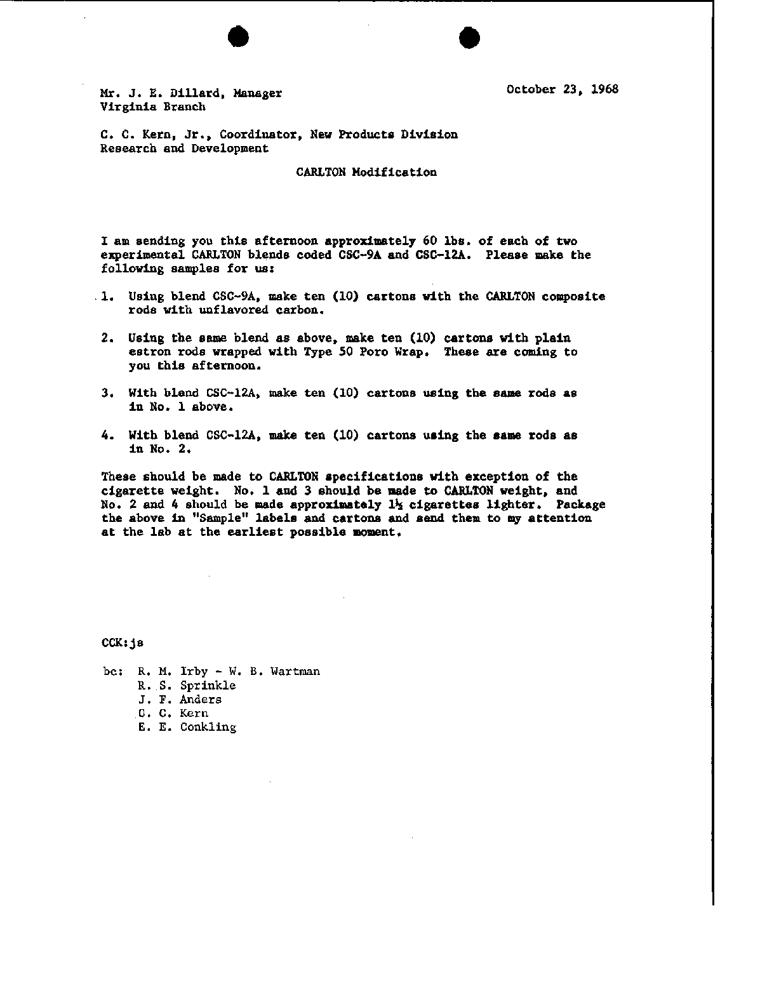 October 23, 1968
Mr. J. E. Dillard, Manager
Virginia Branch
C. C. Kern, Jr., Coordinator, New Products Division
Research and Development
CARLTON Modification
I am sending you this afternoon approximately 60 lbs. of each of two
experimental CARLTON blends coded CSC-9A and CSC-12A. Please make the
following samples for us:
1. Using blend CSC-9A, make ten (10) cartons with the CARLTON composite
rods with unflavored carbon.
2. Using the same blend as above, make ten (10) cartons with plain
estron rods wrapped with Type 50 Poro Wrap. These are coming to
you this afternoon.
3. With blend CSC-12A, make ten (10) cartons using the same rods as
in No. 1 above.
4. With blend CSC-12A, make ten (10) cartons using the same rods as
in No. 2.
These should be made to CARLTON specifications with exception of the
cigarette weight. No. 1 and 3 should be made to CARLTON weight, and
No. 2 and 4 should be made approximately 1½ cigarettes lighter. Package
the above in "Sample" labels and cartons and send them to my attention
at the lab at the earliest possible moment.
CCK:js
bc: R. M. Irby - W. B. Wartman
R. S. Sprinkle
J. F. Anders
C. C. Kern
E. E. Conkling